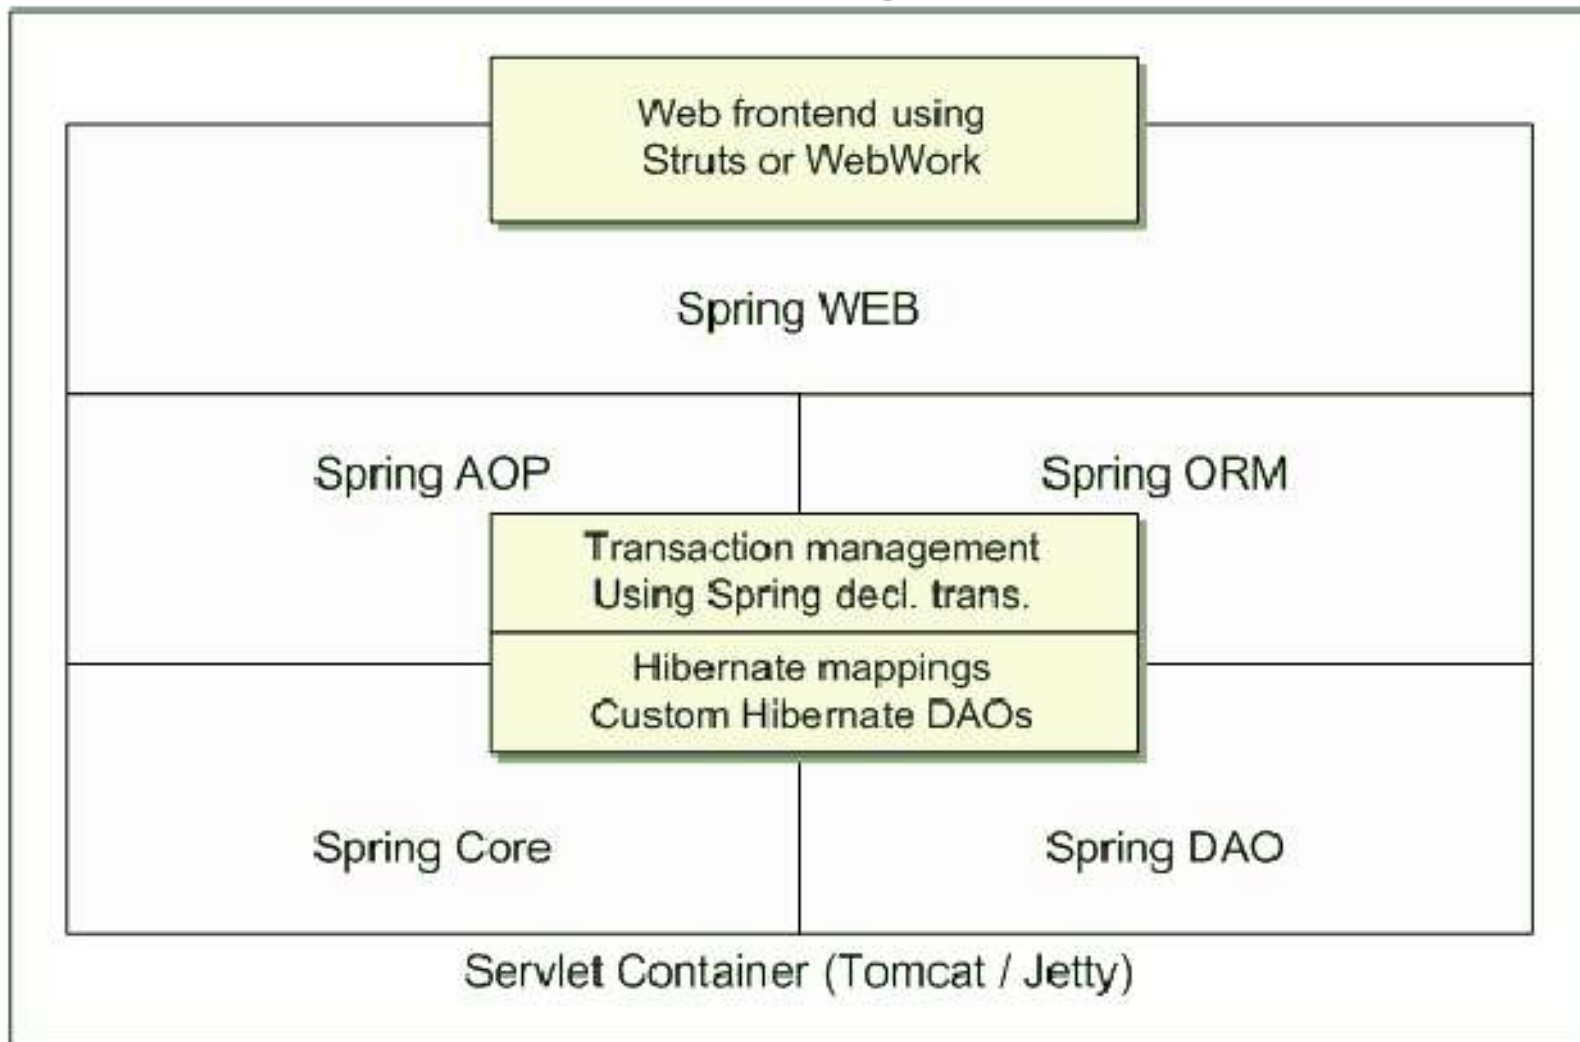 Web frontend using
Struts or WebWork
Spring WEB
Spring AOP
Spring ORM
Transaction management
Using Spring decl. trans.
Hibernate mappings
Custom Hibernate DAOs
Spring Core
Spring DAO
Servlet Container (Tomcat / Jetty)